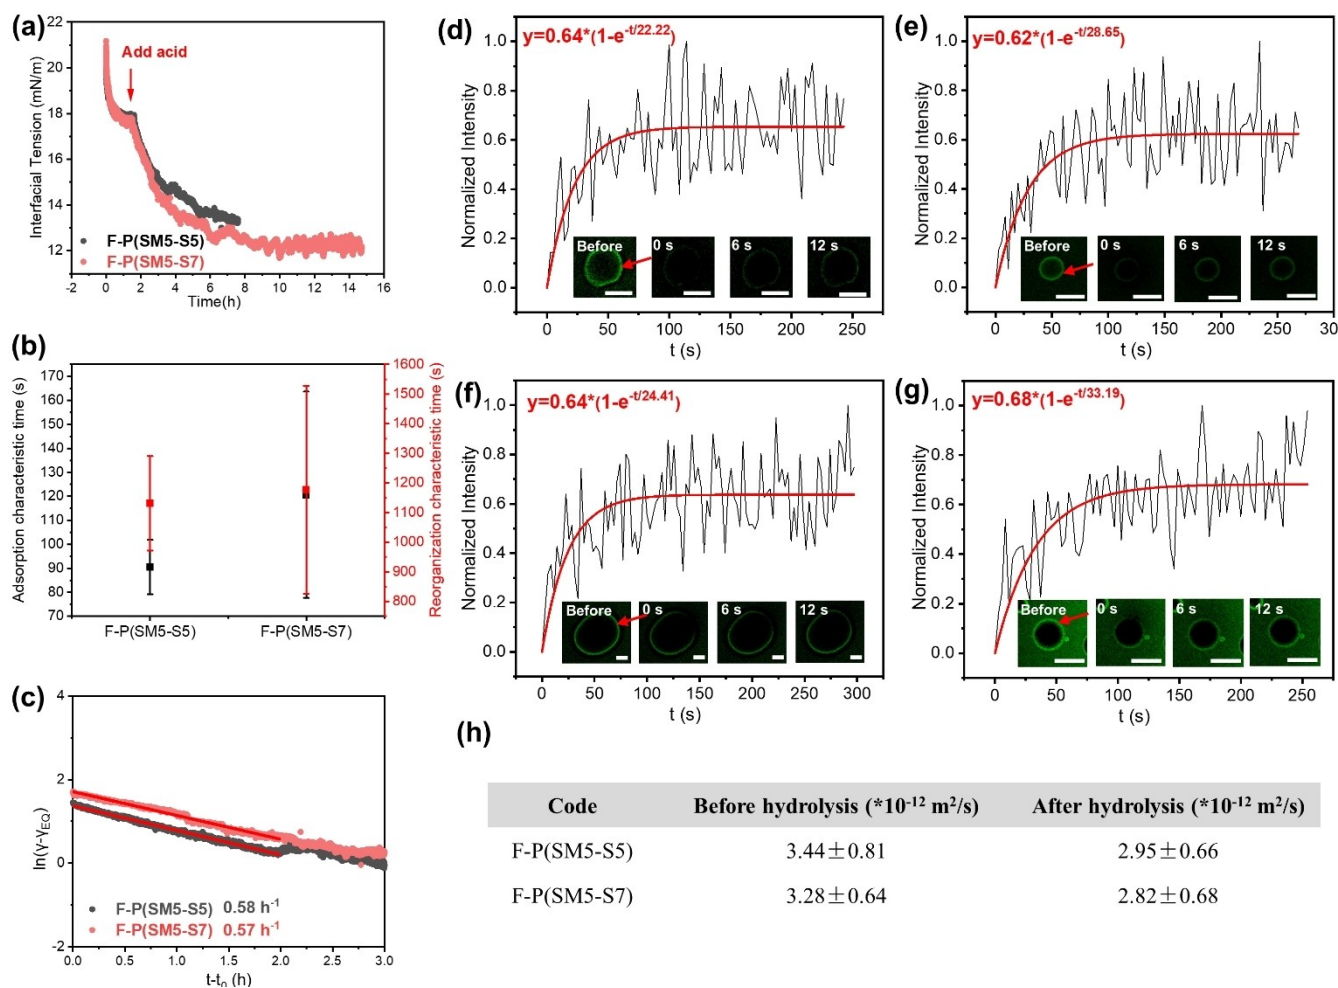 (a)
Interfacial Tension (mN/m)
22
20
18
16
14
12
Add acid
F-P(SM5-S5)
F-P(SM5-S7)
-2 0 2 4 6 8 10 12 14 16
Time(h)
(b)
Adsorption characteristic time (s)
170
160
150
140
130
120
110
100
90
80
70
1600
1500
1400
1300
1200
1100
1000
900
800
Reorganization characteristic time (s)
F-P(SM5-S5) F-P(SM5-S7)
(c)
ln(γ-γEQ)
4
2
0
-2
F-P(SM5-S5) 0.58 h-1
F-P(SM5-S7) 0.57 h-1
0.0 0.5 1.0 1.5 2.0 2.5 3.0
t-t0 (h)
(d)
y=0.64*(1-e-t/22.22)
Normalized Intensity
1.0
0.8
0.6
0.4
0.2
0.0
Before 0 s 6 s 12 s
0 50 100 150 200 250
t (s)
(e)
y=0.62*(1-e-t/28.65)
Normalized Intensity
1.0
0.8
0.6
0.4
0.2
0.0
Before 0 s 6 s 12 s
0 50 100 150 200 250 30
t (s)
(f)
y=0.64*(1-e-t/24.41)
Normalized Intensity
1.0
0.8
0.6
0.4
0.2
0.0
Before 0 s 6 s 12 s
0 50 100 150 200 250 300
t (s)
(g)
y=0.68*(1-e-t/33.19)
Normalized Intensity
1.0
0.8
0.6
0.4
0.2
0.0
Before 0 s 6 s 12 s
0 50 100 150 200 250
t (s)
(h)
Code Before hydrolysis (*10-12 m2/s) After hydrolysis (*10-12 m2/s)
F-P(SM5-S5) 3.44±0.81 2.95±0.66
F-P(SM5-S7) 3.28±0.64 2.82±0.68